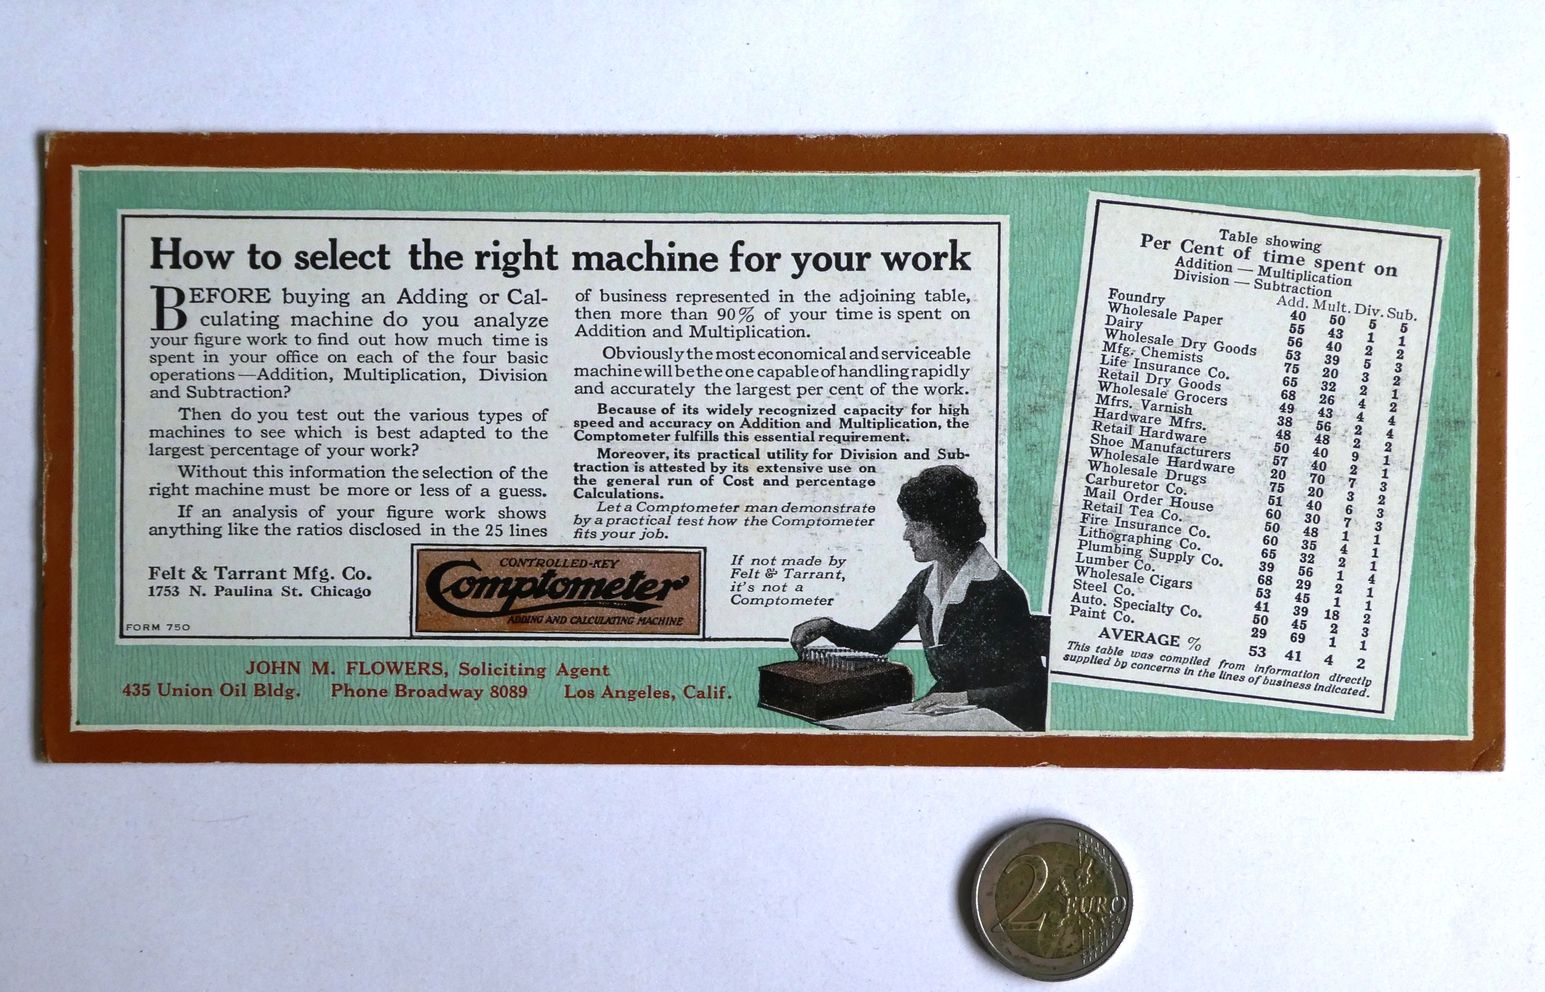 How to select the right machine for your work
BEFORE buying an Adding or Cal-
culating machine do you analyze
your figure work to find out how much time is
spent in your office on each of the four basic
operations—Addition, Multiplication, Division
and Subtraction?
Then do you test out the various types of
machines to see which is best adapted to the
largest percentage of your work?
Without this information the selection of the
right machine must be more or less of a guess.
If an analysis of your figure work shows
anything like the ratios disclosed in the 25 lines
of business represented in the adjoining table,
then more than 90% of your time is spent on
Addition and Multiplication.
Obviously the most economical and serviceable
machine will be the one capable of handling rapidly
and accurately the largest per cent of the work.
Because of its widely recognized capacity for high
speed and accuracy on Addition and Multiplication, the
Comptometer fulfills this essential requirement.
Moreover, its practical utility for Division and Sub-
traction is attested by its extensive use on
the general run of Cost and percentage
Calculations.
Let a Comptometer man demonstrate
by a practical test how the Comptometer
fits your job.
Felt & Tarrant Mfg. Co.
1753 N. Paulina St. Chicago
FORM 750
CONTROLLED-KEY
Comptometer
ADDING AND CALCULATING MACHINE
If not made by
Felt & Tarrant,
it's not a
Comptometer
JOHN M. FLOWERS, Soliciting Agent
435 Union Oil Bldg. Phone Broadway 8089 Los Angeles, Calif.
Table showing
Per Cent of time spent on
Addition — Multiplication
Division — Subtraction
Add. Mult. Div. Sub.
Foundry 40 50 5 5
Wholesale Paper 55 43 1 1
Dairy 56 40 2 2
Wholesale Dry Goods 53 39 5 3
Mfg. Chemists 75 20 3 2
Life Insurance Co. 65 32 2 1
Retail Dry Goods 68 26 4 2
Wholesale Grocers 49 43 4 4
Mfrs. Varnish 38 56 2 4
Hardware Mfrs. 48 48 2 2
Retail Hardware 50 40 9 1
Shoe Manufacturers 57 40 2 1
Wholesale Hardware 20 70 7 3
Wholesale Drugs 75 20 3 2
Carburetor Co. 51 40 6 3
Mail Order House 60 30 7 3
Retail Tea Co. 50 48 1 1
Fire Insurance Co. 60 35 4 1
Lithographing Co. 65 32 2 1
Plumbing Supply Co. 39 56 1 4
Lumber Co. 68 29 2 1
Wholesale Cigars 53 45 1 1
Steel Co. 41 39 18 2
Auto. Specialty Co. 50 45 2 3
Paint Co. 29 69 1 1
AVERAGE % 53 41 4 2
This table was compiled from information directly
supplied by concerns in the lines of business indicated.
2 EURO